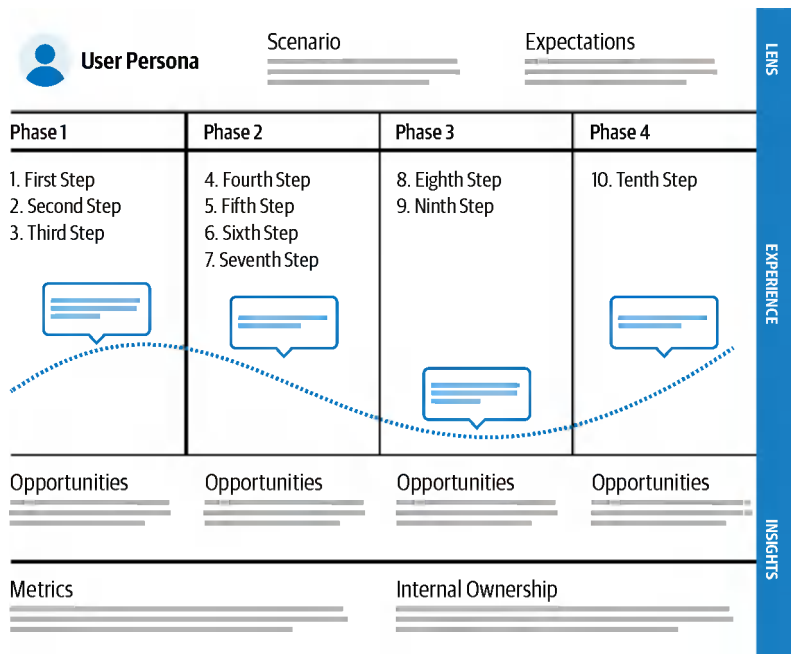 User Persona
Scenario
Expectations
LENS
Phase 1
Phase 2
Phase 3
Phase 4
1. First Step
2. Second Step
3. Third Step
4. Fourth Step
5. Fifth Step
6. Sixth Step
7. Seventh Step
8. Eighth Step
9. Ninth Step
10. Tenth Step
EXPERIENCE
Opportunities
Opportunities
Opportunities
Opportunities
INSIGHTS
Metrics
Internal Ownership